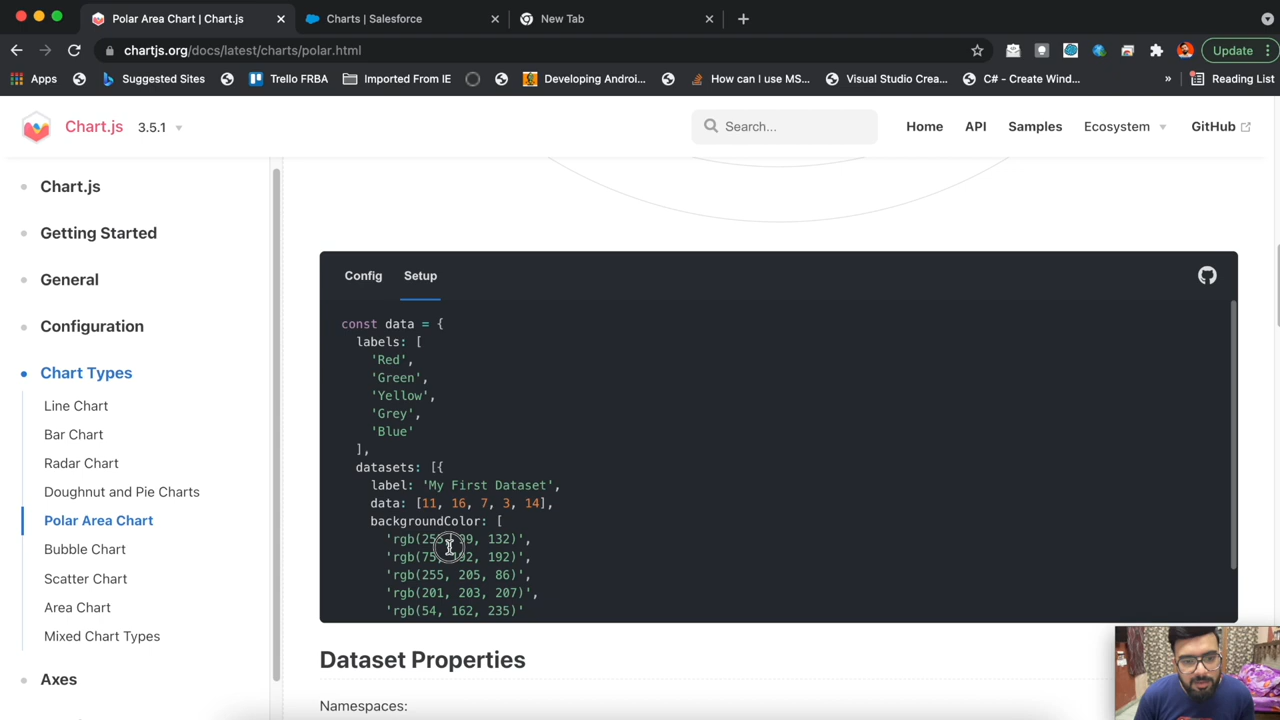 Polar Area Chart | Chart.js
Charts | Salesforce
New Tab
chartjs.org/docs/latest/charts/polar.html
Update
Apps
Suggested Sites
Trello FRBA
Imported From IE
Developing Androi...
How can I use MS...
Visual Studio Crea...
C# - Create Wind...
»
Reading List
Chart.js
3.5.1
Search...
Home
API
Samples
Ecosystem
GitHub
Chart.js
Getting Started
General
Configuration
Chart Types
Line Chart
Bar Chart
Radar Chart
Doughnut and Pie Charts
Polar Area Chart
Bubble Chart
Scatter Chart
Area Chart
Mixed Chart Types
Axes
Config
Setup
const data = {
labels: [
'Red',
'Green',
'Yellow',
'Grey',
'Blue'
],
datasets: [{
label: 'My First Dataset',
data: [11, 16, 7, 3, 14],
backgroundColor: [
132)',
192)',
'rgb(255, 205, 86)',
'rgb(201, 203, 207)',
'rgb(54, 162, 235)'
Dataset Properties
Namespaces: